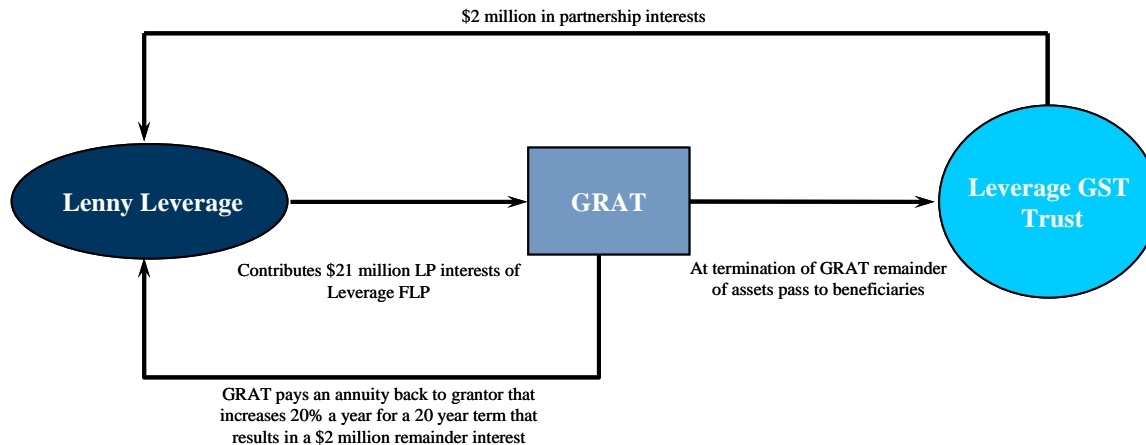 $2 million in partnership interests
Lenny Leverage
GRAT
Leverage GST
Trust
Contributes $21 million LP interests of
Leverage FLP
At termination of GRAT remainder
of assets pass to beneficiaries
GRAT pays an annuity back to grantor that
increases 20% a year for a 20 year term that
results in a $2 million remainder interest